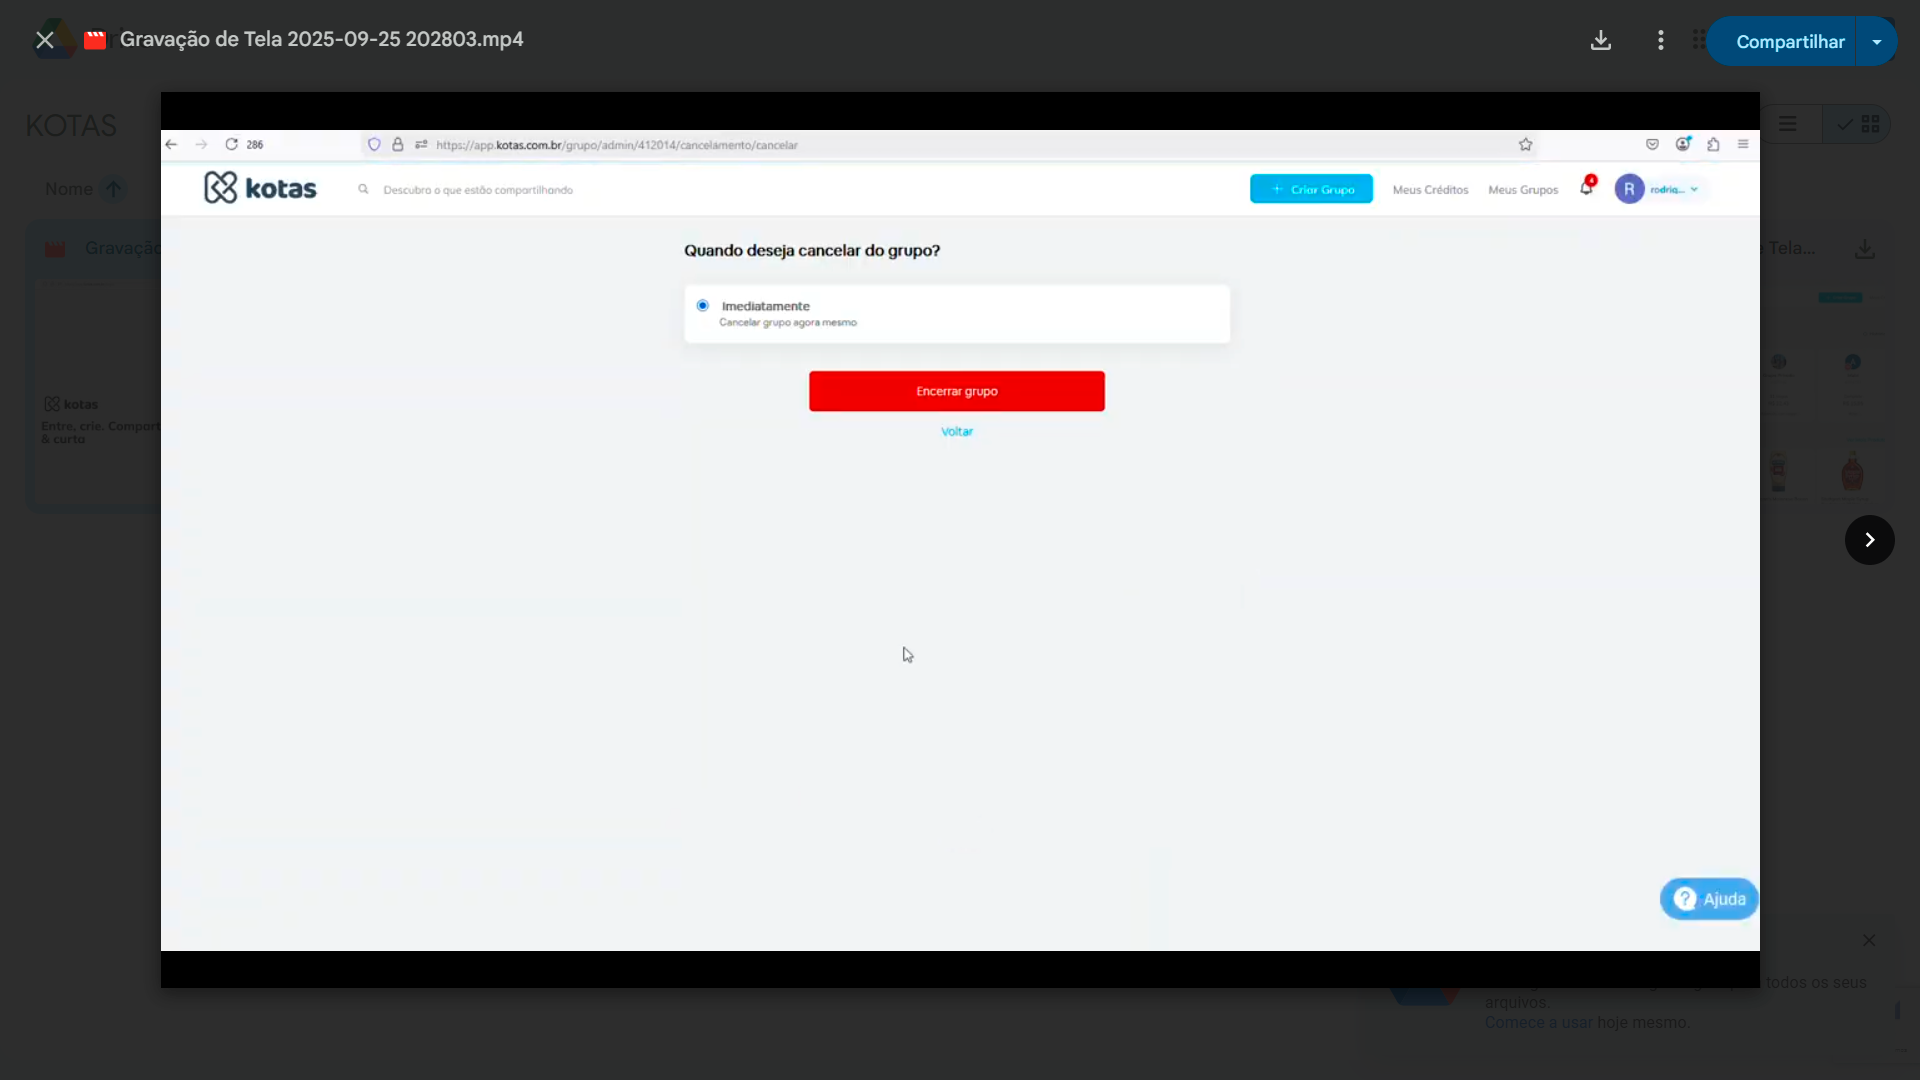 Gravação de Tela 2025-09-25 202803.mp4
Compartilhar
KOTAS
Nome
Gravação
Tela...
286
https://app.kotas.com.br/grupo/admin/412014/cancelamento/cancelar
kotas
Descubra o que estão compartilhando
Criar Grupo
Meus Créditos
Meus Grupos
4
R
rodrig...
Quando deseja cancelar do grupo?
Imediatamente
Cancelar grupo agora mesmo
Encerrar grupo
Voltar
kotas
Entre, crie. Compart
& curta
Ajuda
todos os seus
arquivos.
Comece a usar hoje mesmo.